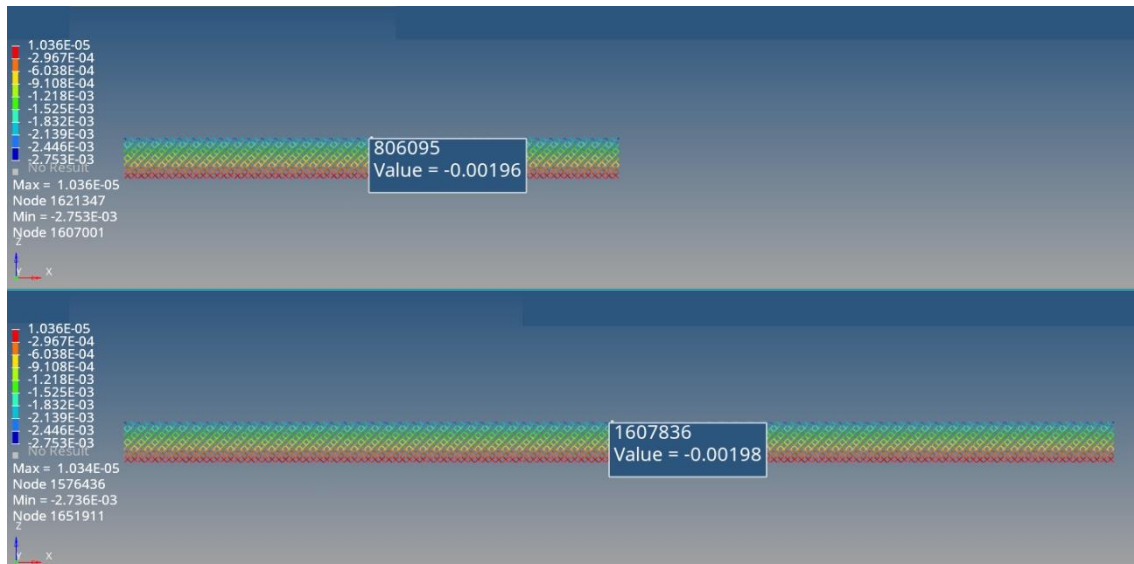 1.036E-05
-2.967E-04
-6.038E-04
-9.108E-04
-1.218E-03
-1.525E-03
-1.832E-03
-2.139E-03
-2.446E-03
-2.753E-03
No Result
Max = 1.036E-05
Node 1621347
Min = -2.753E-03
Node 1607001
Z
Y X
806095
Value = -0.00196
1.036E-05
-2.967E-04
-6.038E-04
-9.108E-04
-1.218E-03
-1.525E-03
-1.832E-03
-2.139E-03
-2.446E-03
-2.753E-03
No Result
Max = 1.034E-05
Node 1576436
Min = -2.736E-03
Node 1651911
Z
Y X
1607836
Value = -0.00198